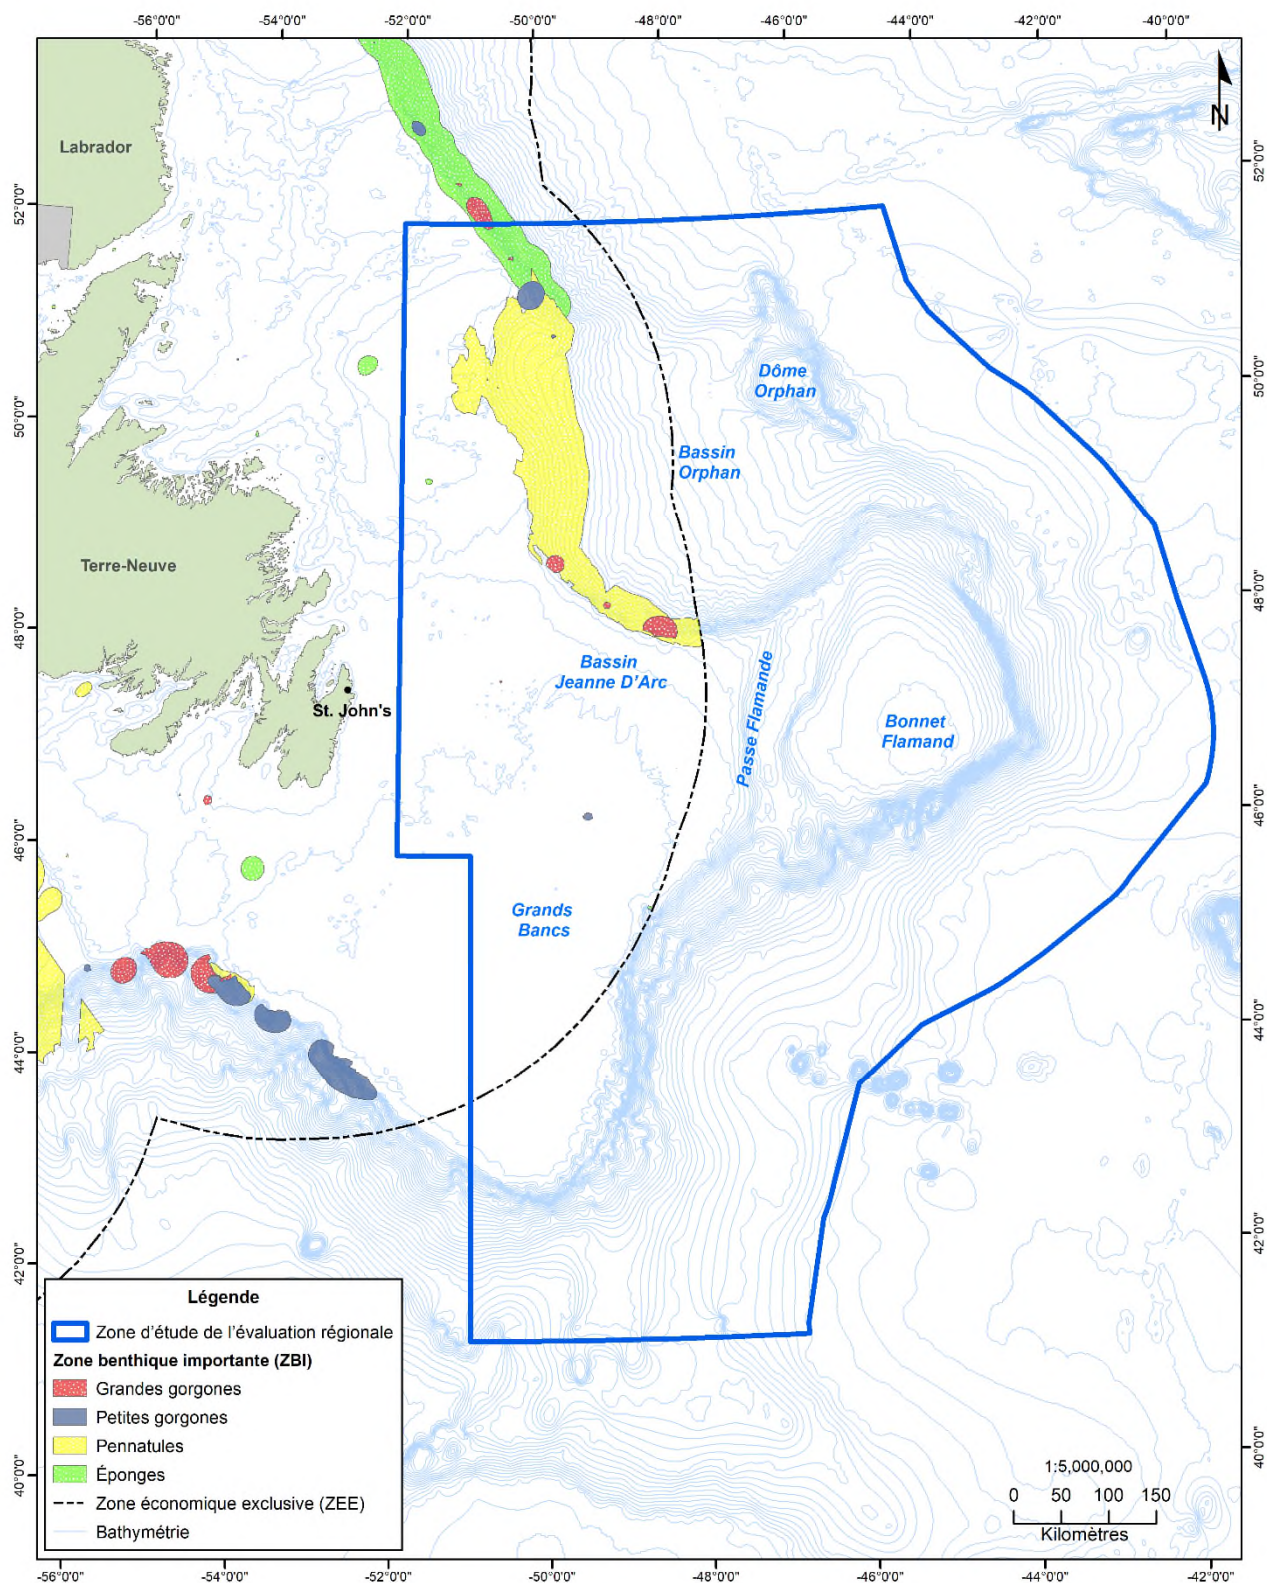 -56°0'0"
-54°0'0"
-52°0'0"
-50°0'0"
-48°0'0"
-46°0'0"
-44°0'0"
-42°0'0"
-40°0'0"
N
Labrador
52°0'0"
52°0'0"
Dôme
Orphan
50°0'0"
50°0'0"
Bassin
Orphan
Terre-Neuve
48°0'0"
48°0'0"
Bassin
Jeanne D'Arc
St. John's
Passe Flamande
Bonnet
Flamand
46°0'0"
46°0'0"
Grands
Bancs
44°0'0"
44°0'0"
42°0'0"
42°0'0"
40°0'0"
40°0'0"
Légende
Zone d'étude de l'évaluation régionale
Zone benthique importante (ZBI)
Grandes gorgones
Petites gorgones
Pennatules
Éponges
Zone économique exclusive (ZEE)
Bathymétrie
1:5,000,000
0 50 100 150
Kilomètres
-56°0'0"
-54°0'0"
-52°0'0"
-50°0'0"
-48°0'0"
-46°0'0"
-44°0'0"
-42°0'0"